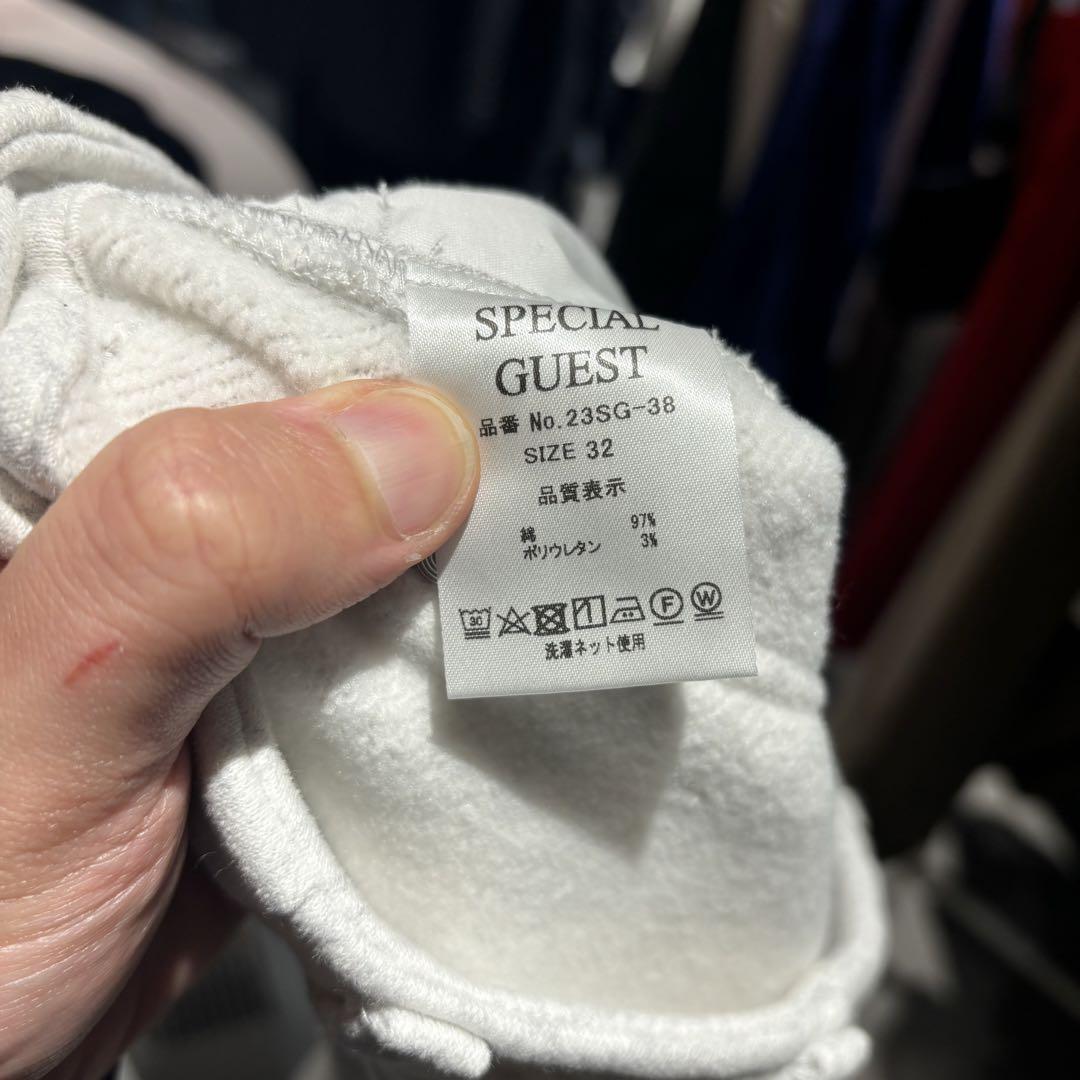 SPECIAL
GUEST
品番 No.23SG-38
SIZE 32
品質表示
綿 97%
ポリウレタン 3%
30 F W
洗濯ネット使用